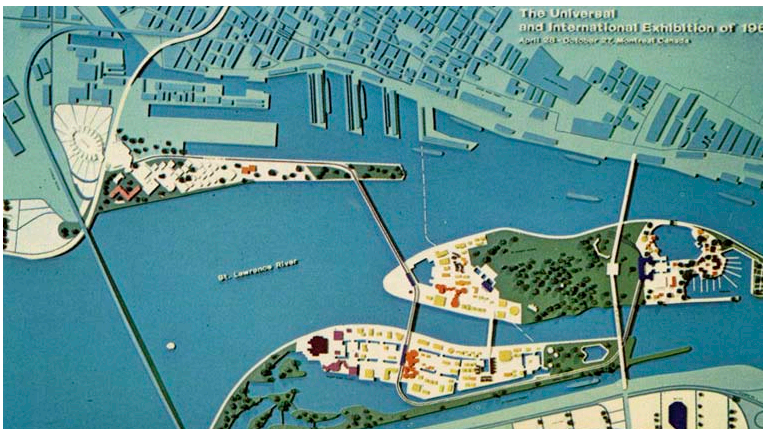 The Universal
and International Exhibition of 196
April 28 - October 27, Montreal Canada
St. Lawrence River